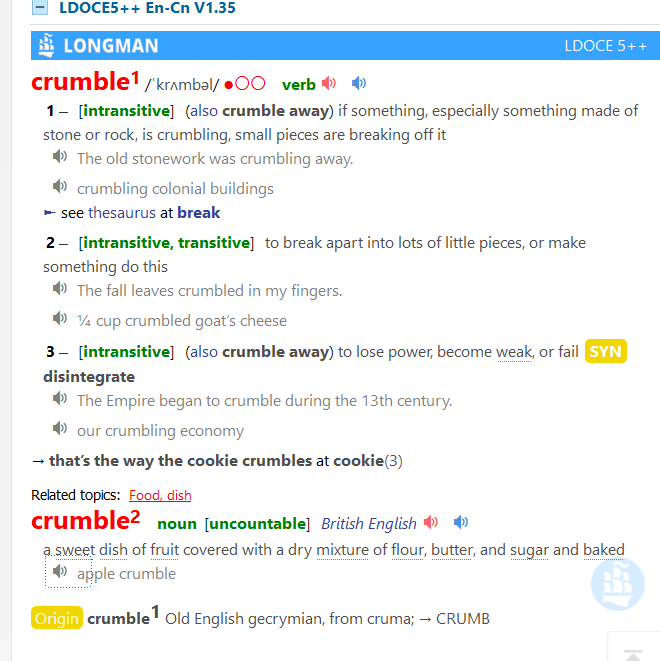 LDOCE5++ En-Cn V1.35
LONGMAN LDOCE 5++
crumble1 /ˈkrʌmbəl/ ●○○ verb
1 – [intransitive] (also crumble away) if something, especially something made of
stone or rock, is crumbling, small pieces are breaking off it
The old stonework was crumbling away.
crumbling colonial buildings
► see thesaurus at break
2 – [intransitive, transitive] to break apart into lots of little pieces, or make
something do this
The fall leaves crumbled in my fingers.
¼ cup crumbled goat’s cheese
3 – [intransitive] (also crumble away) to lose power, become weak, or fail SYN
disintegrate
The Empire began to crumble during the 13th century.
our crumbling economy
→ that’s the way the cookie crumbles at cookie(3)
Related topics: Food, dish
crumble2 noun [uncountable] British English
a sweet dish of fruit covered with a dry mixture of flour, butter, and sugar and baked
apple crumble
Origin crumble1 Old English gecrymian, from cruma; → CRUMB